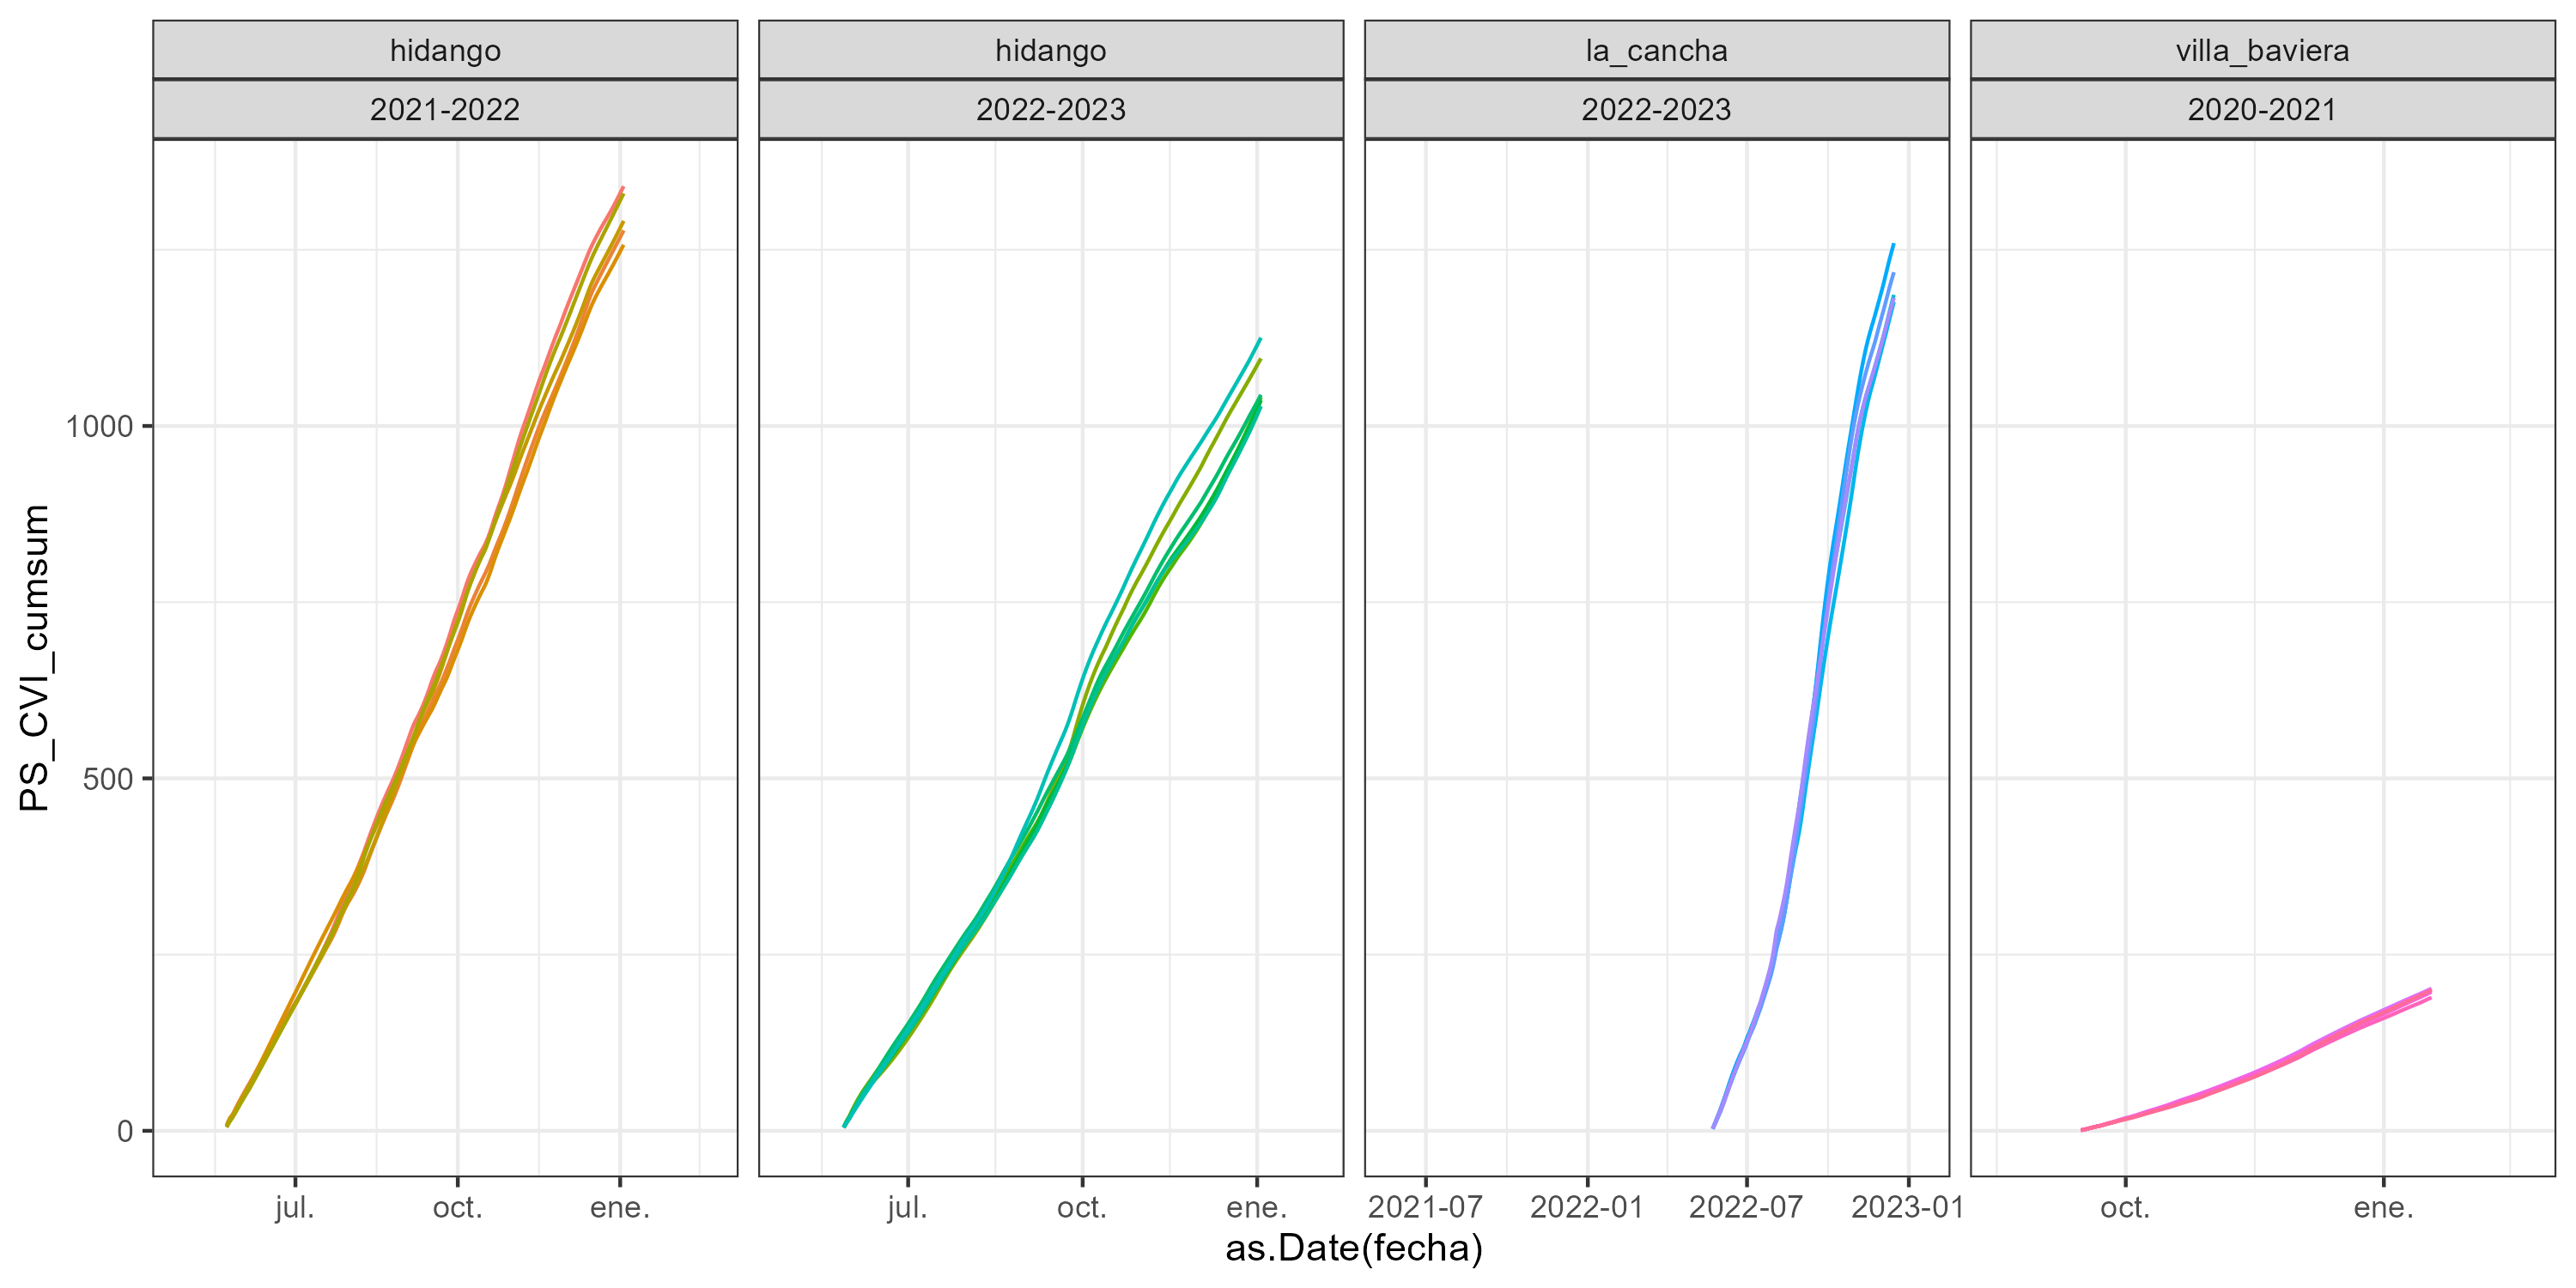 hidango
hidango
la_cancha
villa_baviera
2021-2022
2022-2023
2022-2023
2020-2021
PS_CVI_cumsum
1000
500
0
jul.
oct.
ene.
jul.
oct.
ene.
2021-07
2022-01
2022-07
2023-01
oct.
ene.
as.Date(fecha)